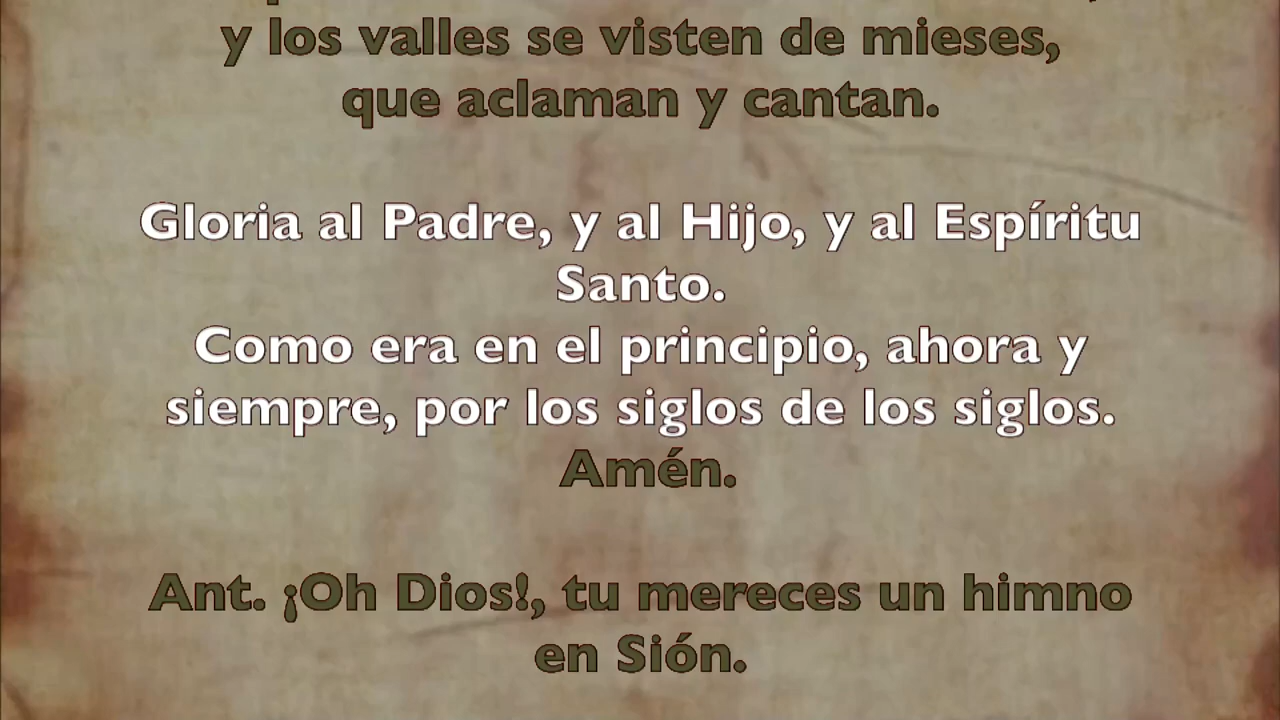 y los valles se visten de mieses,
que aclaman y cantan.
Gloria al Padre, y al Hijo, y al Espíritu
Santo.
Como era en el principio, ahora y
siempre, por los siglos de los siglos.
Amén.
Ant. ¡Oh Dios!, tu mereces un himno
en Sión.